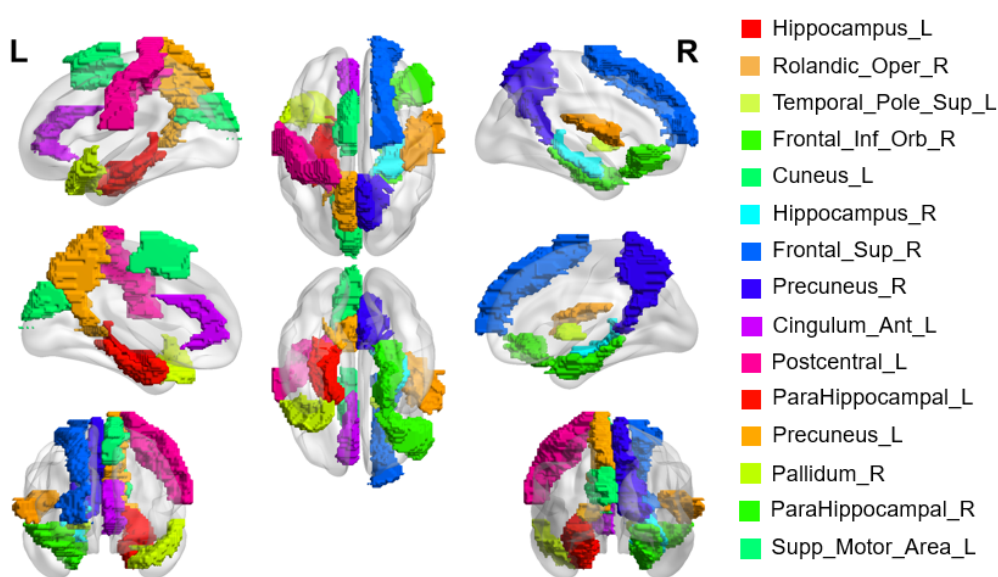 L
R
Hippocampus_L
Rolandic_Oper_R
Temporal_Pole_Sup_L
Frontal_Inf_Orb_R
Cuneus_L
Hippocampus_R
Frontal_Sup_R
Precuneus_R
Cingulum_Ant_L
Postcentral_L
ParaHippocampal_L
Precuneus_L
Pallidum_R
ParaHippocampal_R
Supp_Motor_Area_L